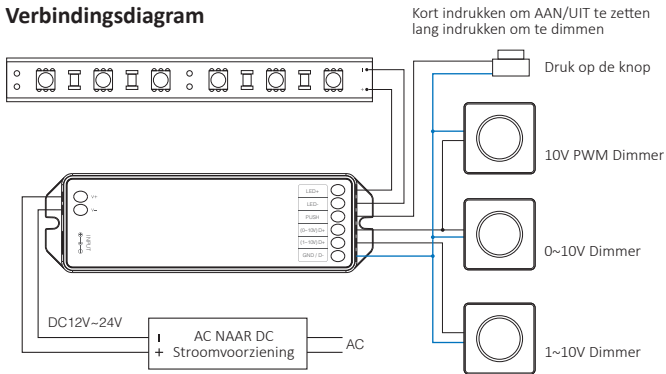 Verbindingsdiagram
Kort indrukken om AAN/UIT te zetten
lang indrukken om te dimmen
Druk op de knop
10V PWM Dimmer
LED+
LED-
PUSH
(0-10V)D+
(1-10V)D+
GND / D-
V+
V-
INPUT
0~10V Dimmer
DC12V~24V
AC NAAR DC
Stroomvoorziening
AC
1~10V Dimmer